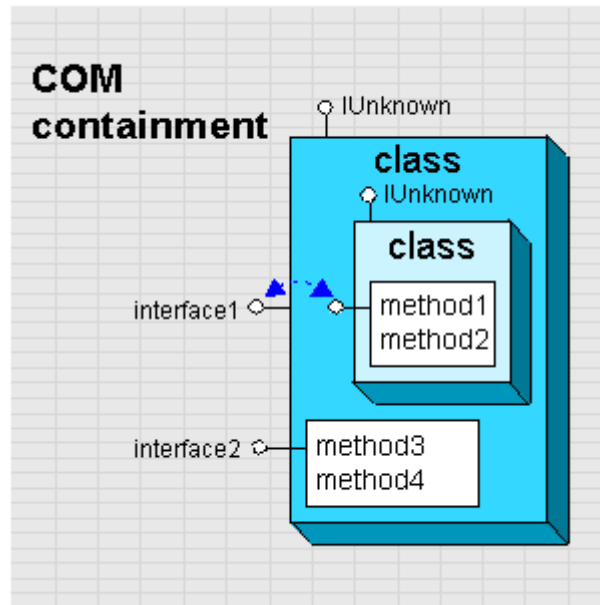 COM
containment
IUnknown
class
IUnknown
class
interface1
method1
method2
interface2
method3
method4